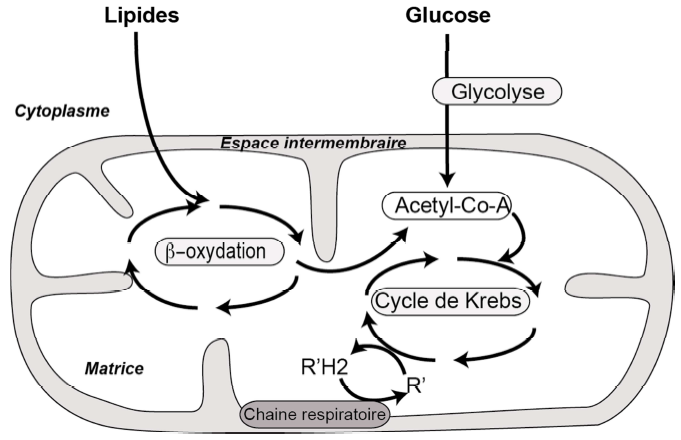 Lipides
Glucose
Glycolyse
Cytoplasme
Espace intermembraire
Acetyl-Co-A
β-oxydation
Cycle de Krebs
Matrice
R'H2
R'
Chaine respiratoire